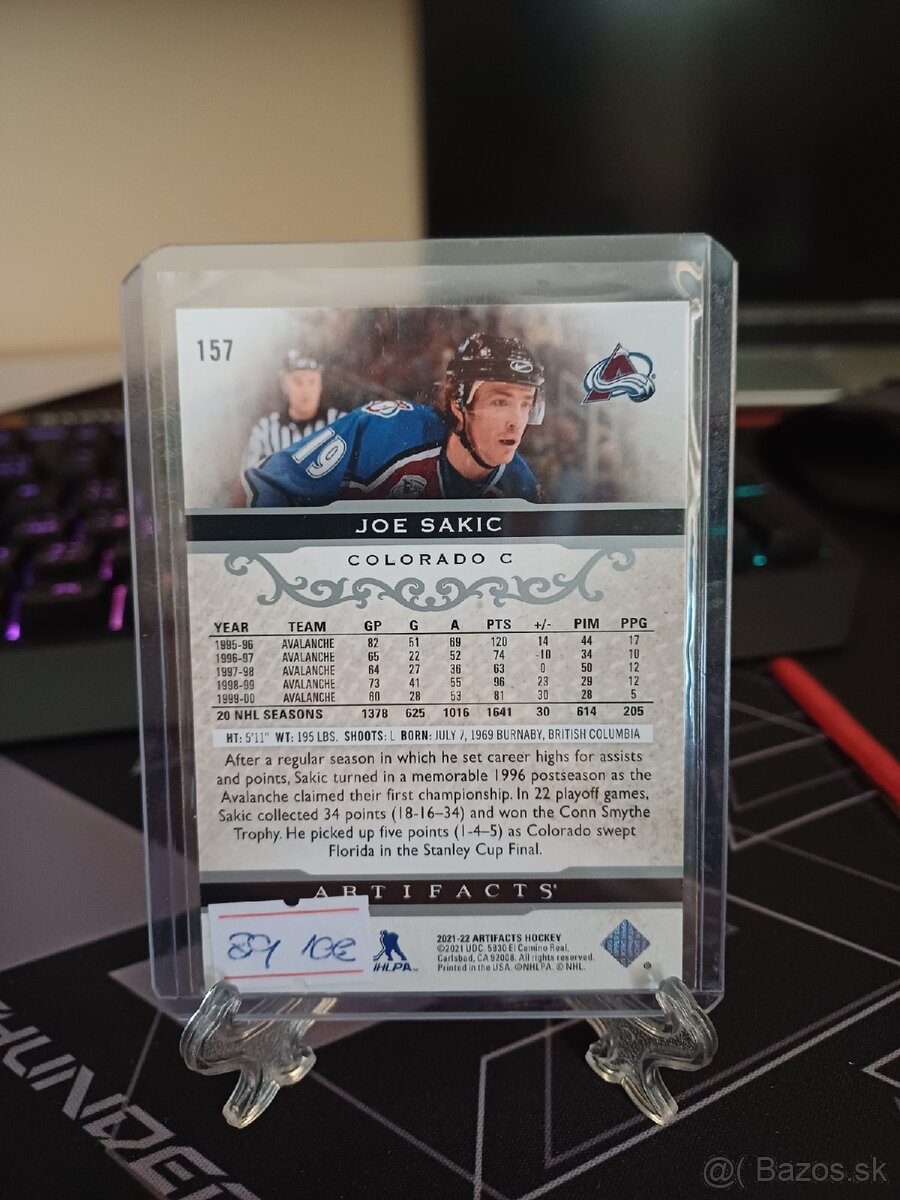 157
19
JOE SAKIC
COLORADO C
YEAR TEAM GP G A PTS +/- PIM PPG
1995-96 AVALANCHE 82 51 69 120 14 44 17
1996-97 AVALANCHE 65 22 52 74 -10 34 10
1997-98 AVALANCHE 64 27 36 63 0 50 12
1998-99 AVALANCHE 73 41 55 96 23 29 12
1999-00 AVALANCHE 60 28 53 81 30 28 5
20 NHL SEASONS 1378 625 1016 1641 30 614 205
HT: 5'11" WT: 195 LBS. SHOOTS: L BORN: JULY 7, 1969 BURNABY, BRITISH COLUMBIA
After a regular season in which he set career highs for assists
and points, Sakic turned in a memorable 1996 postseason as the
Avalanche claimed their first championship. In 22 playoff games,
Sakic collected 34 points (18-16–34) and won the Conn Smythe
Trophy. He picked up five points (1-4–5) as Colorado swept
Florida in the Stanley Cup Final.
ARTIFACTS
89 10€
NHLPA
2021-22 ARTIFACTS HOCKEY
©2021 UDC. 5830 El Camino Real,
Carlsbad, CA 92008. All rights reserved.
Printed in the USA. ©NHLPA. © NHL.
@( Bazos.sk